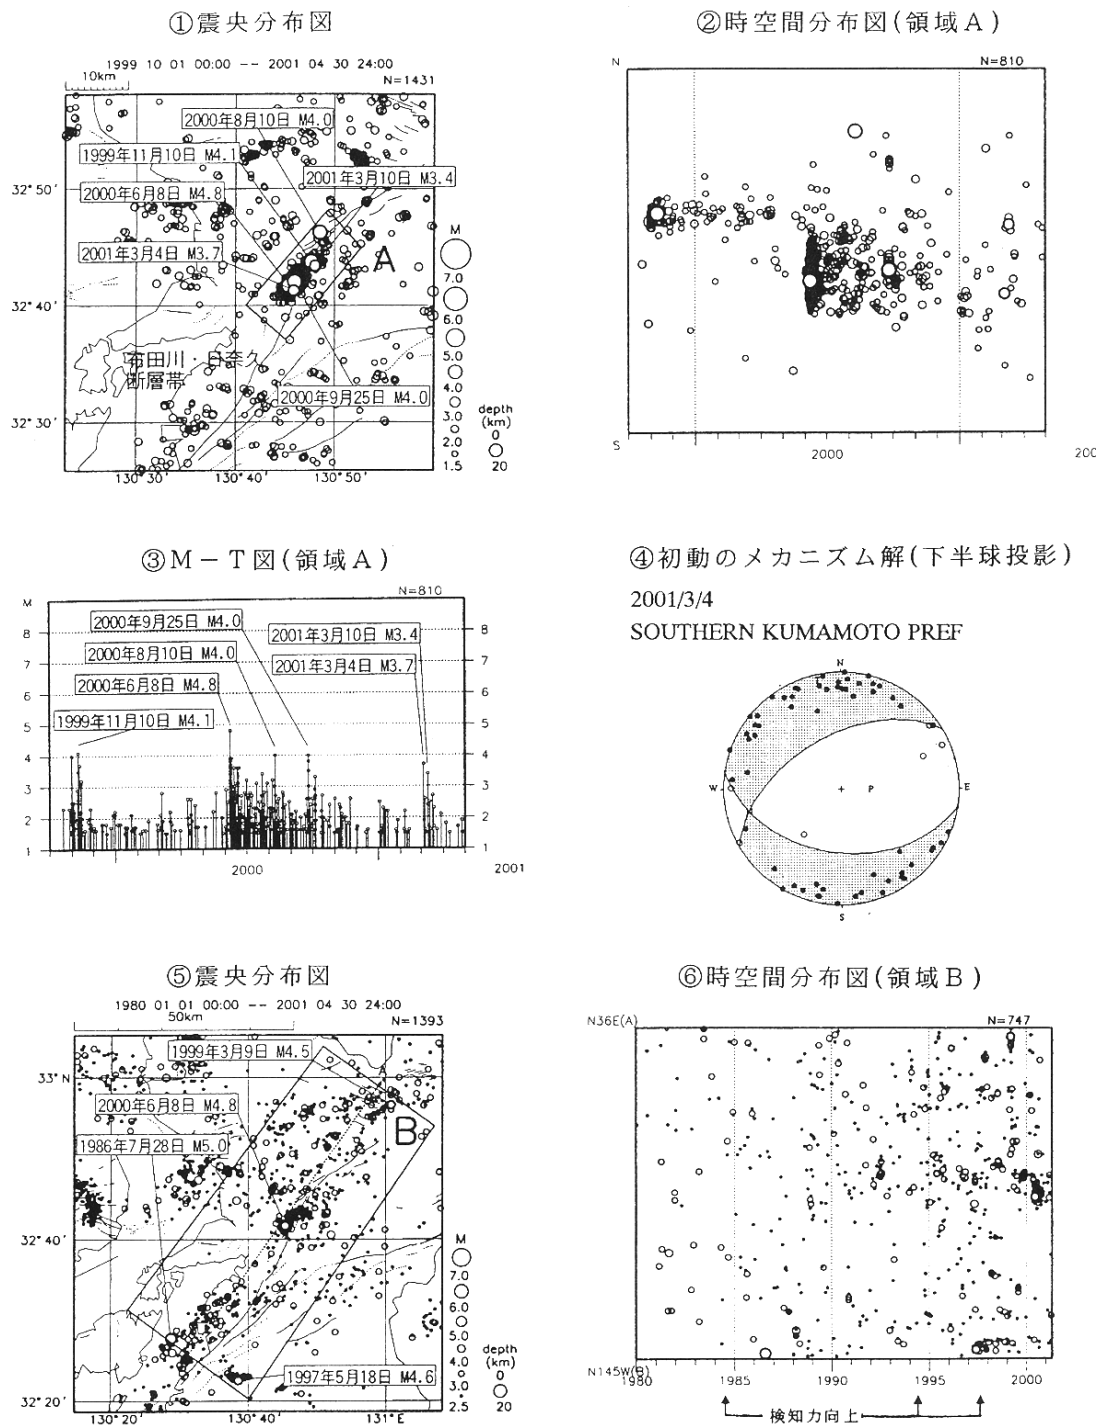 ①震央分布図
1999 10 01 00:00 -- 2001 04 30 24:00
10km
N=1431
2000年8月10日 M4.0
1999年11月10日 M4.1
2001年3月10日 M3.4
2000年6月8日 M4.8
2001年3月4日 M3.7
A
布田川・日奈久
断層帯
2000年9月25日 M4.0
32°50'
32°40'
32°30'
130°30'
130°40'
130°50'
M
7.0
6.0
5.0
4.0
3.0
2.0
1.5
depth
(km)
0
20
②時空間分布図(領域A)
N
N=810
S
2000
200
③M－T図(領域A)
N=810
M
8
7
6
5
4
3
2
1
2000年9月25日 M4.0
2001年3月10日 M3.4
2000年8月10日 M4.0
2001年3月4日 M3.7
2000年6月8日 M4.8
1999年11月10日 M4.1
8
7
6
5
4
3
2
1
2000
2001
④初動のメカニズム解(下半球投影)
2001/3/4
SOUTHERN KUMAMOTO PREF
N
W
P
E
S
⑤震央分布図
1980 01 01 00:00 -- 2001 04 30 24:00
50km
N=1393
1999年3月9日 M4.5
33°N
A
2000年6月8日 M4.8
B
1986年7月28日 M5.0
32°40'
1997年5月18日 M4.6
32°20'
130°20'
130°40'
131°E
M
7.0
6.0
5.0
4.0
3.0
2.5
depth
(km)
0
20
⑥時空間分布図(領域B)
N36E(A)
N=747
N145W(B)
1980
1985
1990
1995
2000
検知力向上